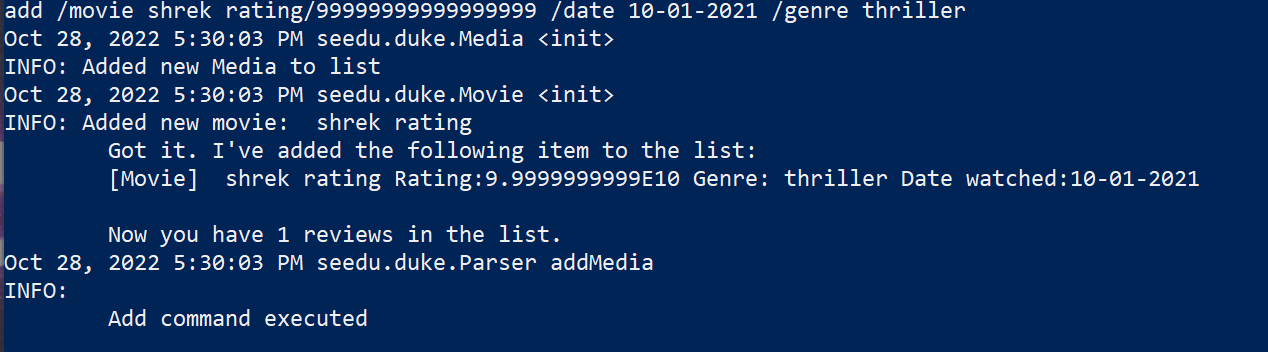 add /movie shrek rating/99999999999999999 /date 10-01-2021 /genre thriller
Oct 28, 2022 5:30:03 PM seedu.duke.Media <init>
INFO: Added new Media to list
Oct 28, 2022 5:30:03 PM seedu.duke.Movie <init>
INFO: Added new movie:  shrek rating
Got it. I've added the following item to the list:
[Movie]  shrek rating Rating:9.9999999999E10 Genre: thriller Date watched:10-01-2021
Now you have 1 reviews in the list.
Oct 28, 2022 5:30:03 PM seedu.duke.Parser addMedia
INFO:
Add command executed